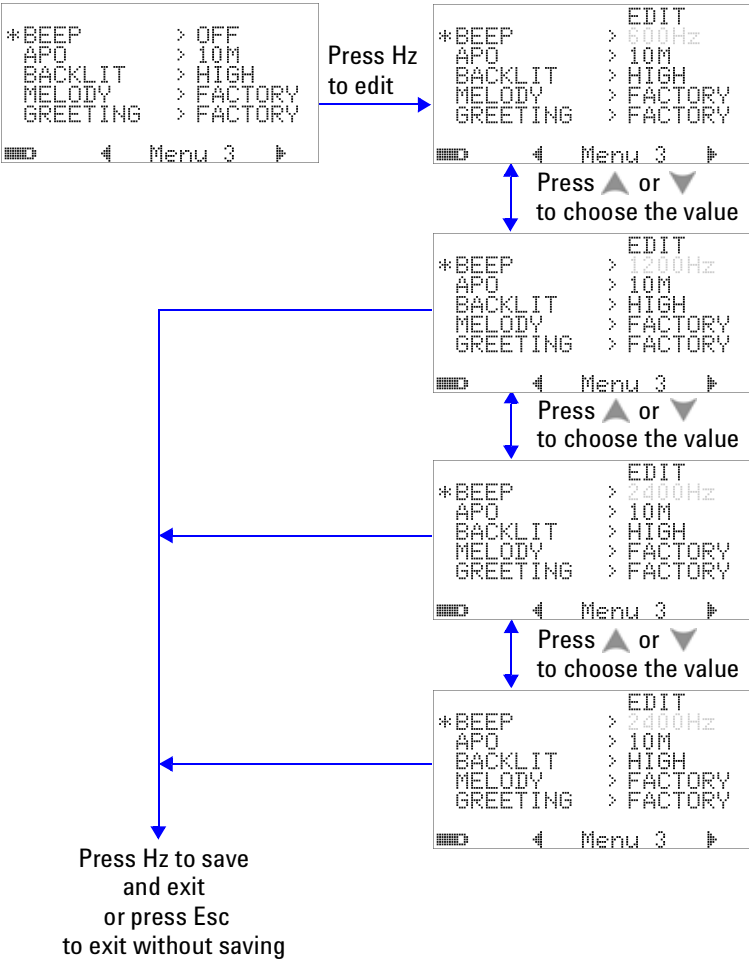 *BEEP > OFF
APO > 10M
BACKLIT > HIGH
MELODY > FACTORY
GREETING > FACTORY
Menu 3
Press Hz
to edit
EDIT
*BEEP > 600Hz
APO > 10M
BACKLIT > HIGH
MELODY > FACTORY
GREETING > FACTORY
Menu 3
Press or
to choose the value
EDIT
*BEEP > 1200Hz
APO > 10M
BACKLIT > HIGH
MELODY > FACTORY
GREETING > FACTORY
Menu 3
Press or
to choose the value
EDIT
*BEEP > 2400Hz
APO > 10M
BACKLIT > HIGH
MELODY > FACTORY
GREETING > FACTORY
Menu 3
Press or
to choose the value
EDIT
*BEEP > 2400Hz
APO > 10M
BACKLIT > HIGH
MELODY > FACTORY
GREETING > FACTORY
Menu 3
Press Hz to save
and exit
or press Esc
to exit without saving